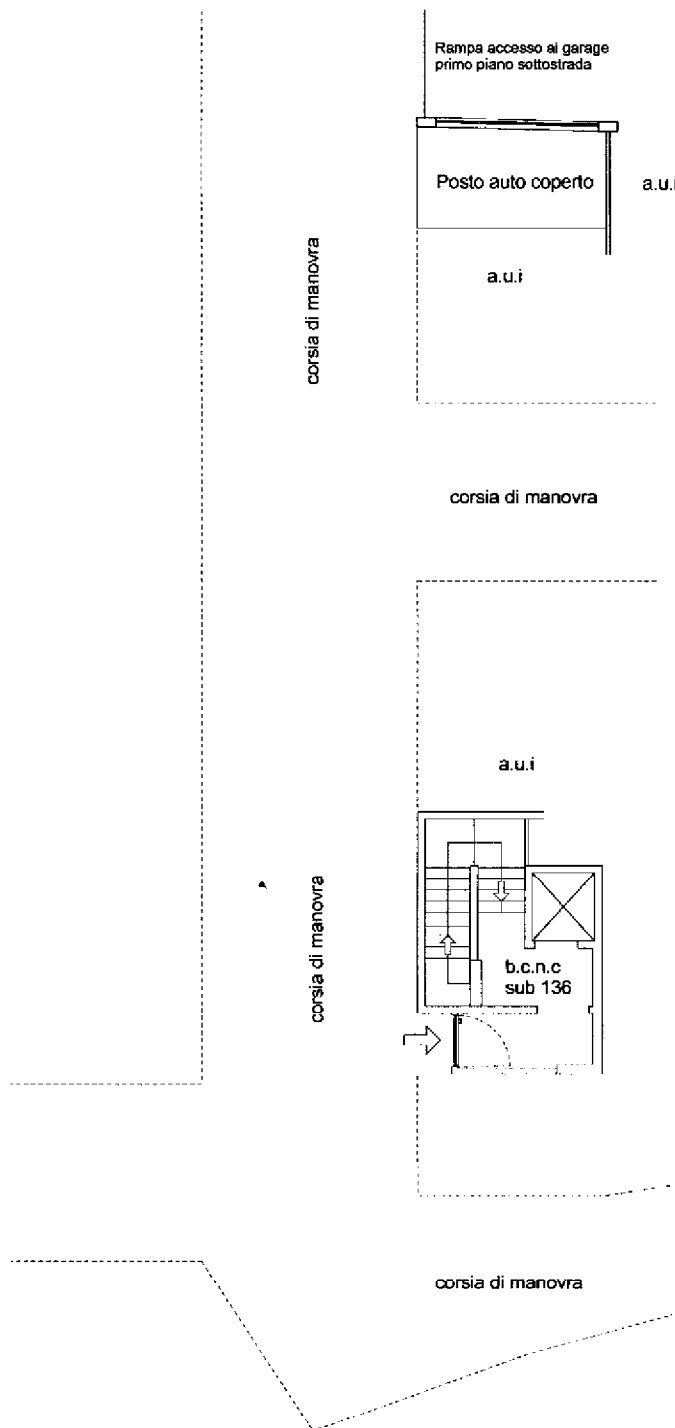 Rampa accesso ai garage
primo piano sottostrada
Posto auto coperto
a.u.i
a.u.i
corsia di manovra
corsia di manovra
a.u.i
corsia di manovra
b.c.n.c
sub 136
corsia di manovra